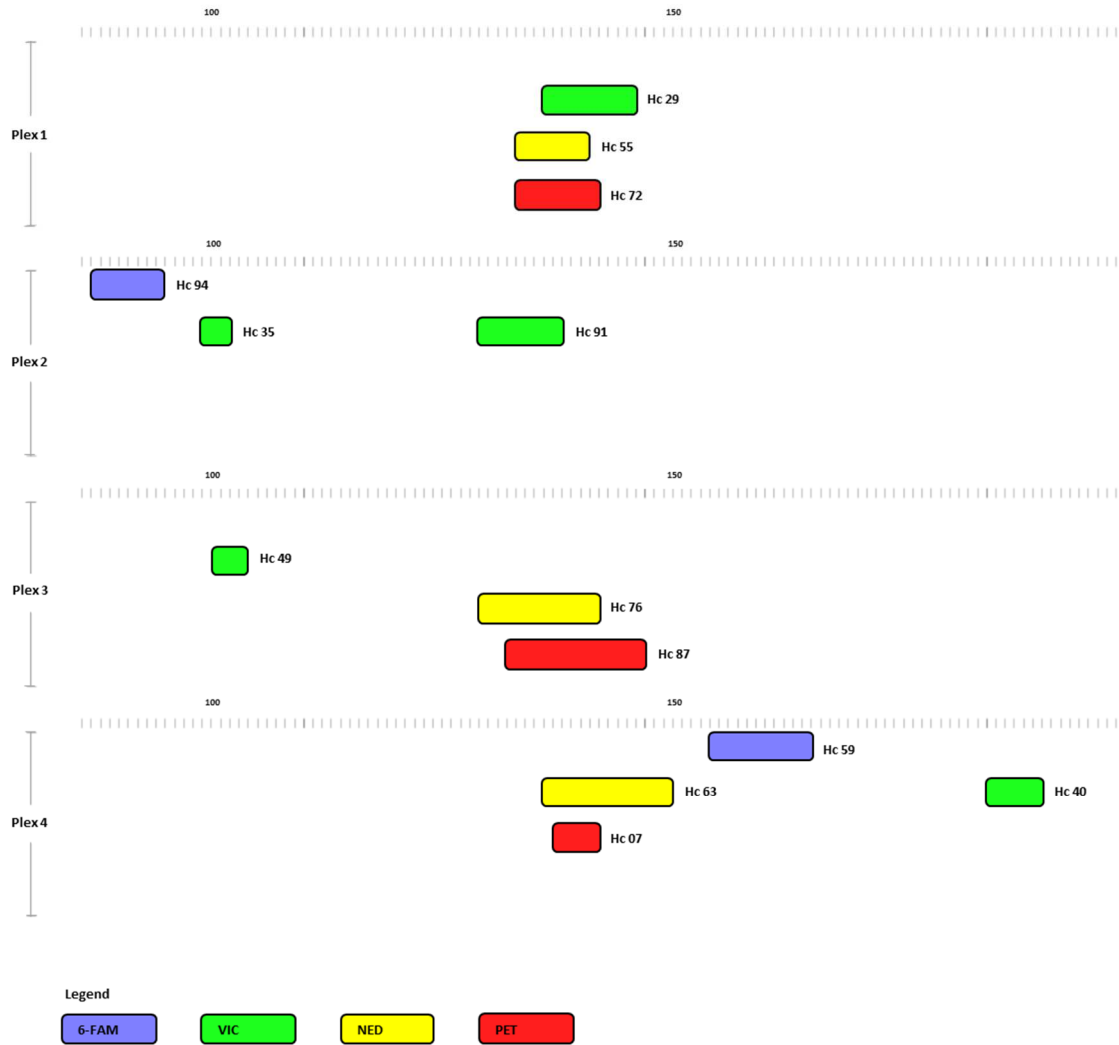 100 150
Hc 29
Plex 1
Hc 55
Hc 72
100 150
Hc 94
Hc 35 Hc 91
Plex 2
100 150
Hc 49
Plex 3
Hc 76
Hc 87
100 150
Hc 59
Hc 63 Hc 40
Plex 4
Hc 07
Legend
6-FAM VIC NED PET